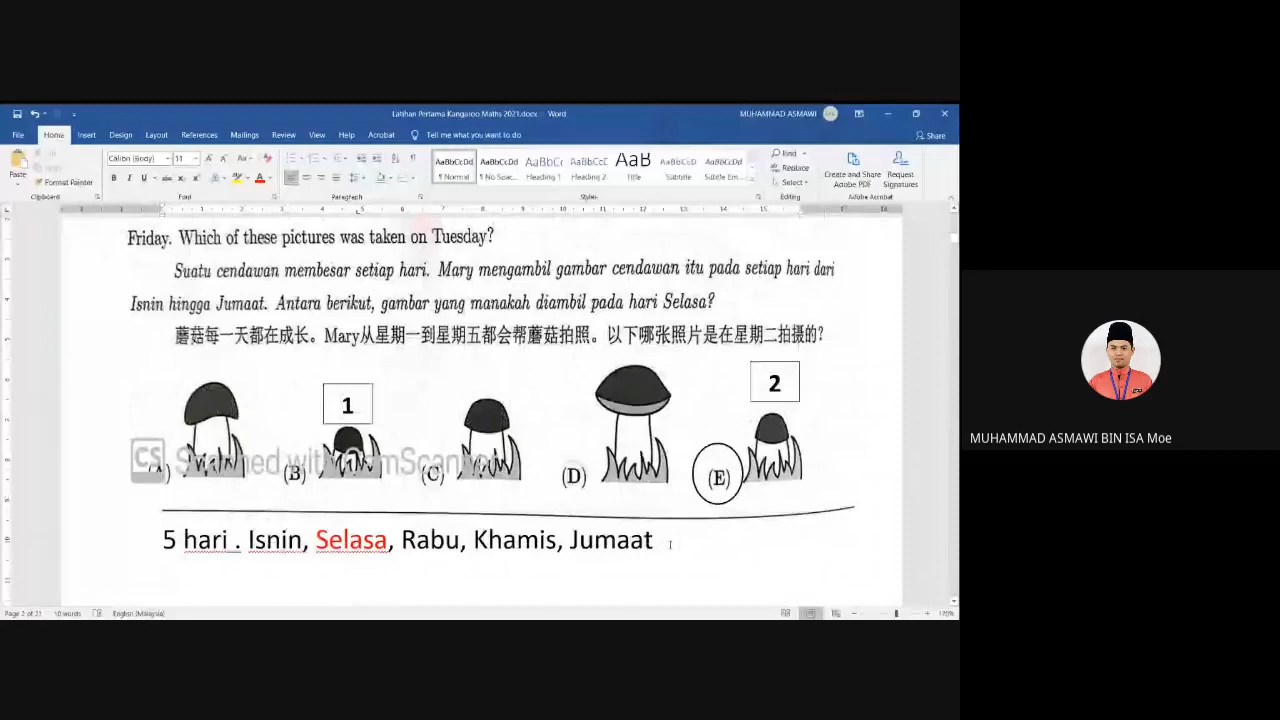 Latihan Pertama Kangaroo Maths 2021.docx - Word
MUHAMMAD ASMAWI
File Home Insert Design Layout References Mailings Review View Help Acrobat Tell me what you want to do Share
Paste
Format Painter
Calibri (Body) 11
AaBbCcDd AaBbCcDd AaBbCc AaBbCcD AaB AaBbCcD AaBbCcDd
¶ Normal ¶ No Spac... Heading 1 Heading 2 Title Subtitle Subtle Em...
Find
Replace
Select
Create and Share Adobe PDF
Request Signatures
Clipboard Font Paragraph Styles Editing Adobe Acrobat
Friday. Which of these pictures was taken on Tuesday?
Suatu cendawan membesar setiap hari. Mary mengambil gambar cendawan itu pada setiap hari dari
Isnin hingga Jumaat. Antara berikut, gambar yang manakah diambil pada hari Selasa?
蘑菇每一天都在成长。Mary从星期一到星期五都会帮蘑菇拍照。以下哪张照片是在星期二拍摄的?
1
2
CS Scanned with CamScanner
(A) (B) (C) (D) (E)
5 hari . Isnin, Selasa, Rabu, Khamis, Jumaat
Page 2 of 21
English (Malaysia)
MUHAMMAD ASMAWI BIN ISA Moe